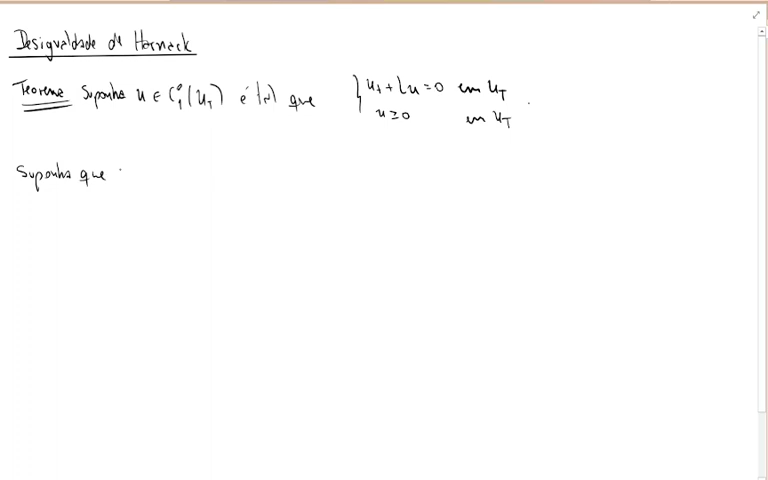 Desigualdade de Harnack
Teorema Suponha u ∈ C²₁(U_T) é tal que { u_t + Lu = 0 em U_T
u ≥ 0 em U_T .
Suponha que